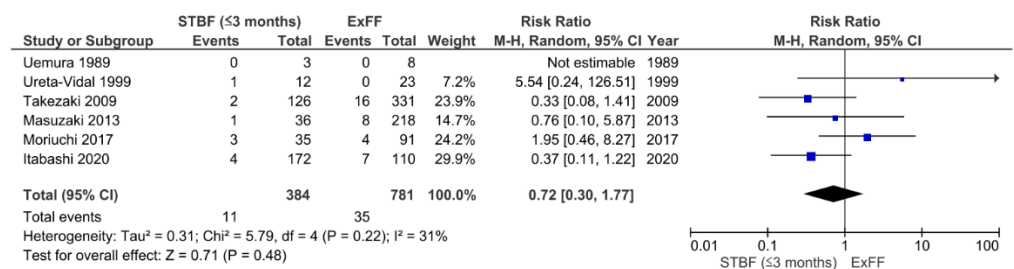 STBF (≤3 months) ExFF Risk Ratio Risk Ratio
Study or Subgroup Events Total Events Total Weight M-H, Random, 95% CI Year M-H, Random, 95% CI
Uemura 1989 0 3 0 8 Not estimable 1989
Ureta-Vidal 1999 1 12 0 23 7.2% 5.54 [0.24, 126.51] 1999
Takezaki 2009 2 126 16 331 23.9% 0.33 [0.08, 1.41] 2009
Masuzaki 2013 1 36 8 218 14.7% 0.76 [0.10, 5.87] 2013
Moriuchi 2017 3 35 4 91 24.2% 1.95 [0.46, 8.27] 2017
Itabashi 2020 4 172 7 110 29.9% 0.37 [0.11, 1.22] 2020
Total (95% CI) 384 781 100.0% 0.72 [0.30, 1.77]
Total events 11 35
Heterogeneity: Tau² = 0.31; Chi² = 5.79, df = 4 (P = 0.22); I² = 31%
Test for overall effect: Z = 0.71 (P = 0.48)
0.01 0.1 1 10 100
STBF (≤3 months) ExFF